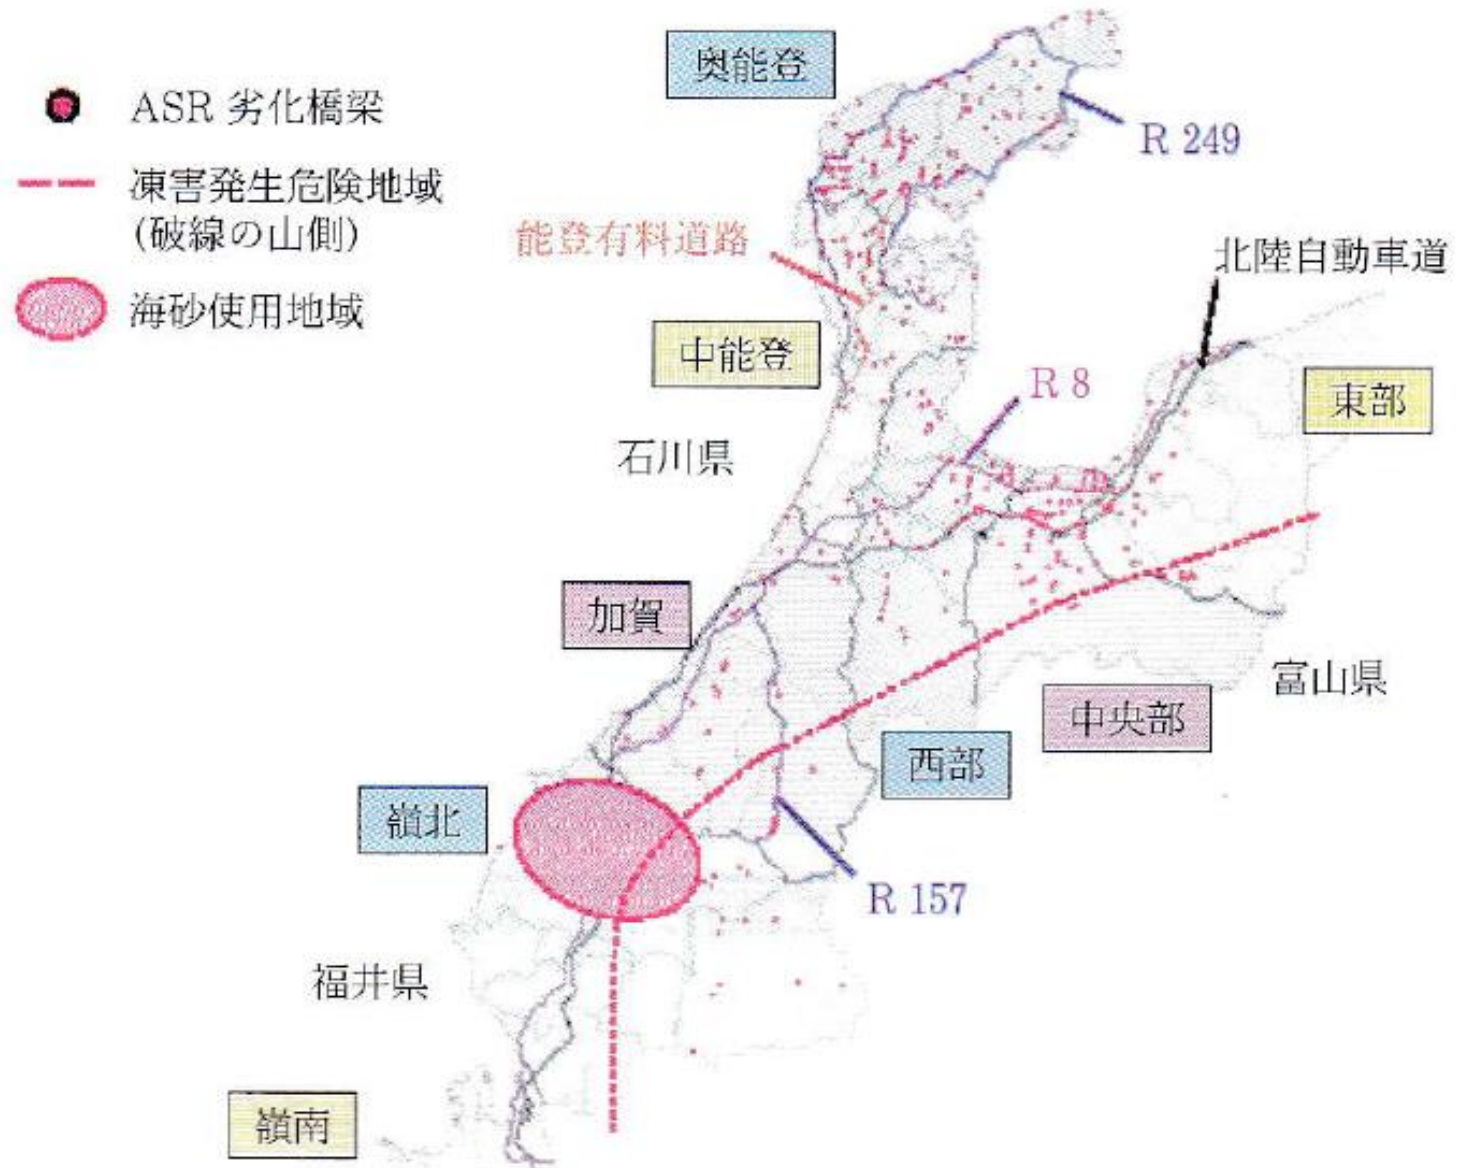 奥能登
ASR 劣化橋梁
R 249
凍害発生危険地域
(破線の山側)
能登有料道路
北陸自動車道
海砂使用地域
中能登
R 8
東部
石川県
加賀
富山県
中央部
西部
嶺北
R 157
福井県
嶺南